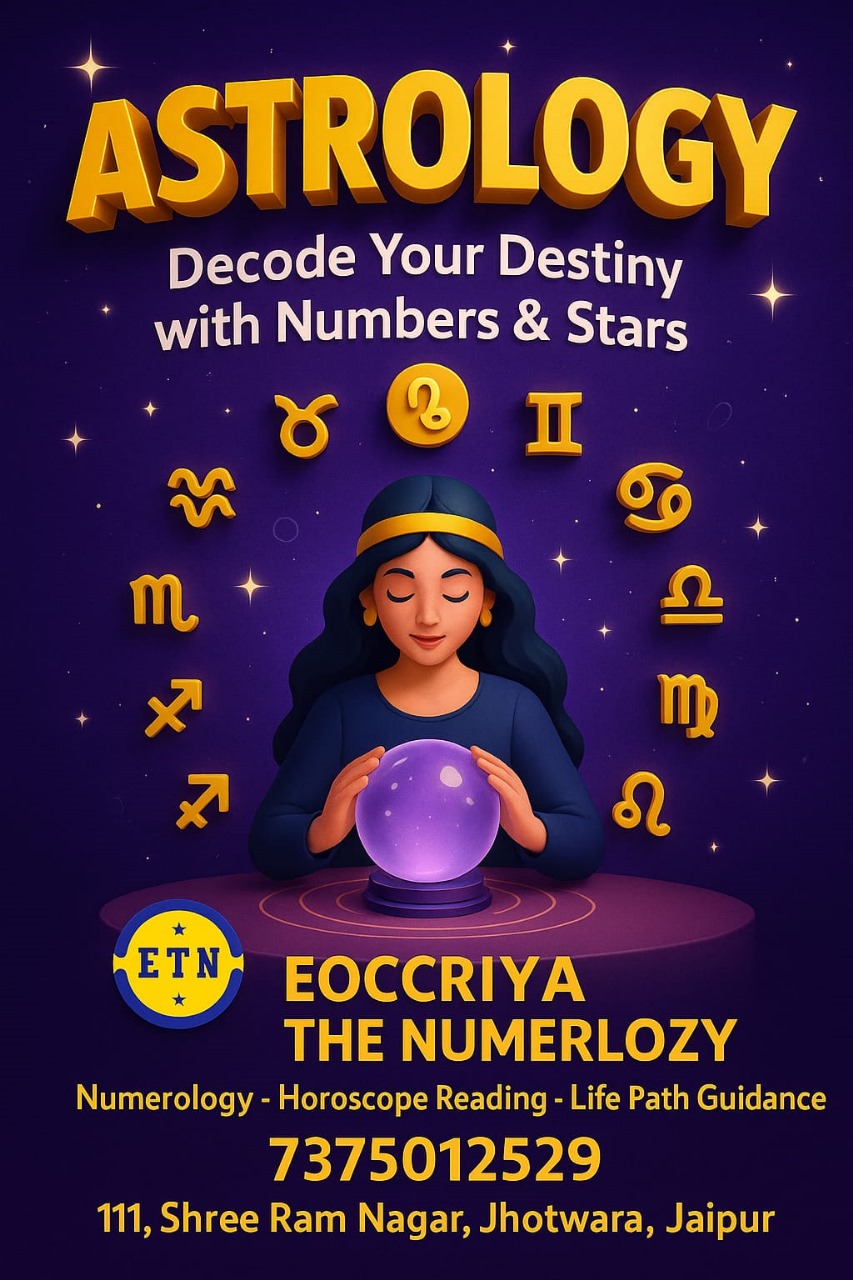 ASTROLOGY
Decode Your Destiny
with Numbers & Stars
ETN
EOCCRIYA
THE NUMERLOZY
Numerology - Horoscope Reading - Life Path Guidance
7375012529
111, Shree Ram Nagar, Jhotwara, Jaipur